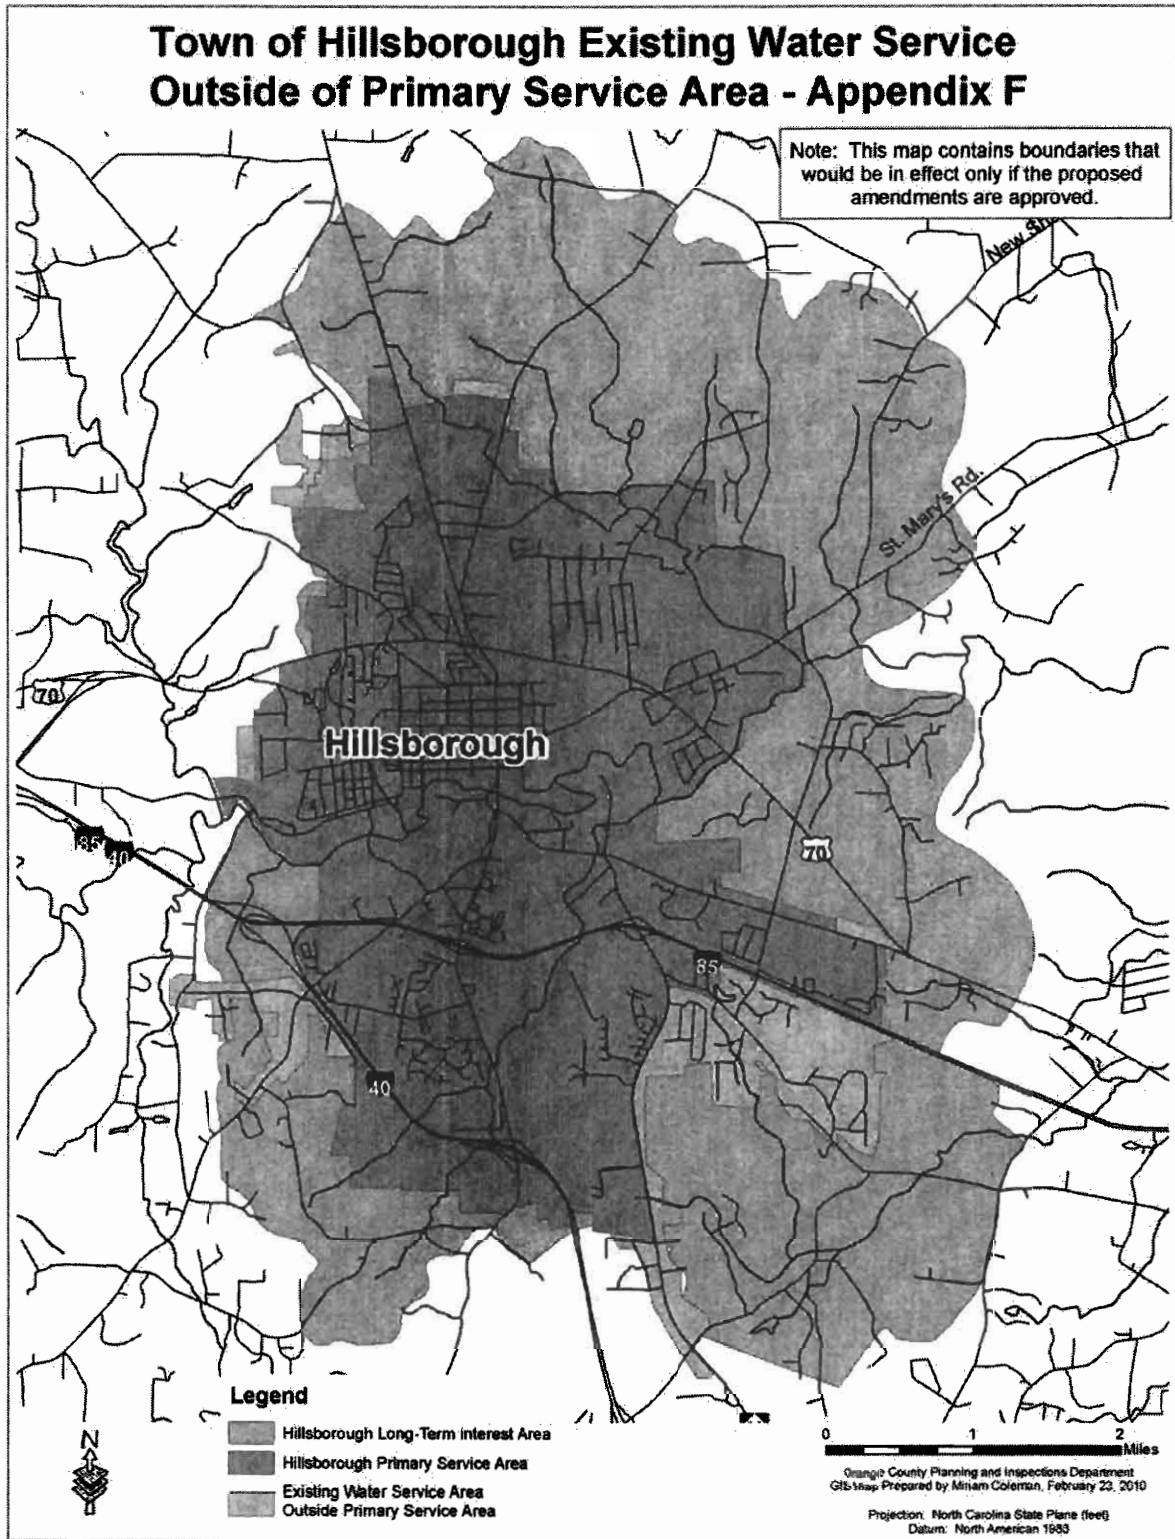 Town of Hillsborough Existing Water Service
Outside of Primary Service Area - Appendix F
Note: This map contains boundaries that
would be in effect only if the proposed
amendments are approved.
New
St. Mary's Rd.
70
Hillsborough
85
40
70
85
40
Legend
Hillsborough Long-Term Interest Area
Hillsborough Primary Service Area
Existing Water Service Area
Outside Primary Service Area
N
0 1 2
Miles
Orange County Planning and Inspections Department
GIS Map Prepared by Miriam Coleman, February 23, 2010
Projection: North Carolina State Plane (feet)
Datum: North American 1983